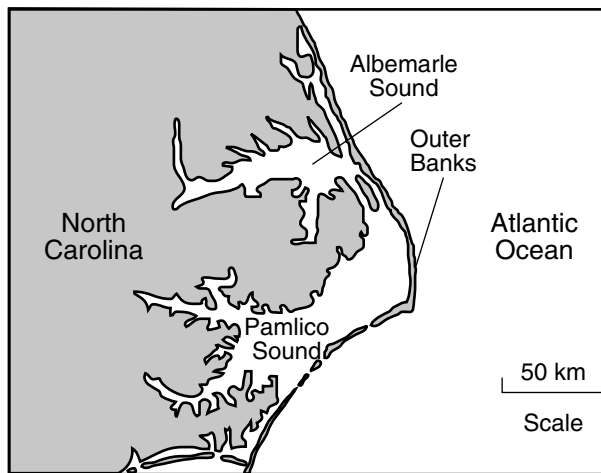 Albemarle
Sound
Outer
Banks
North
Carolina
Atlantic
Ocean
Pamlico
Sound
50 km
Scale